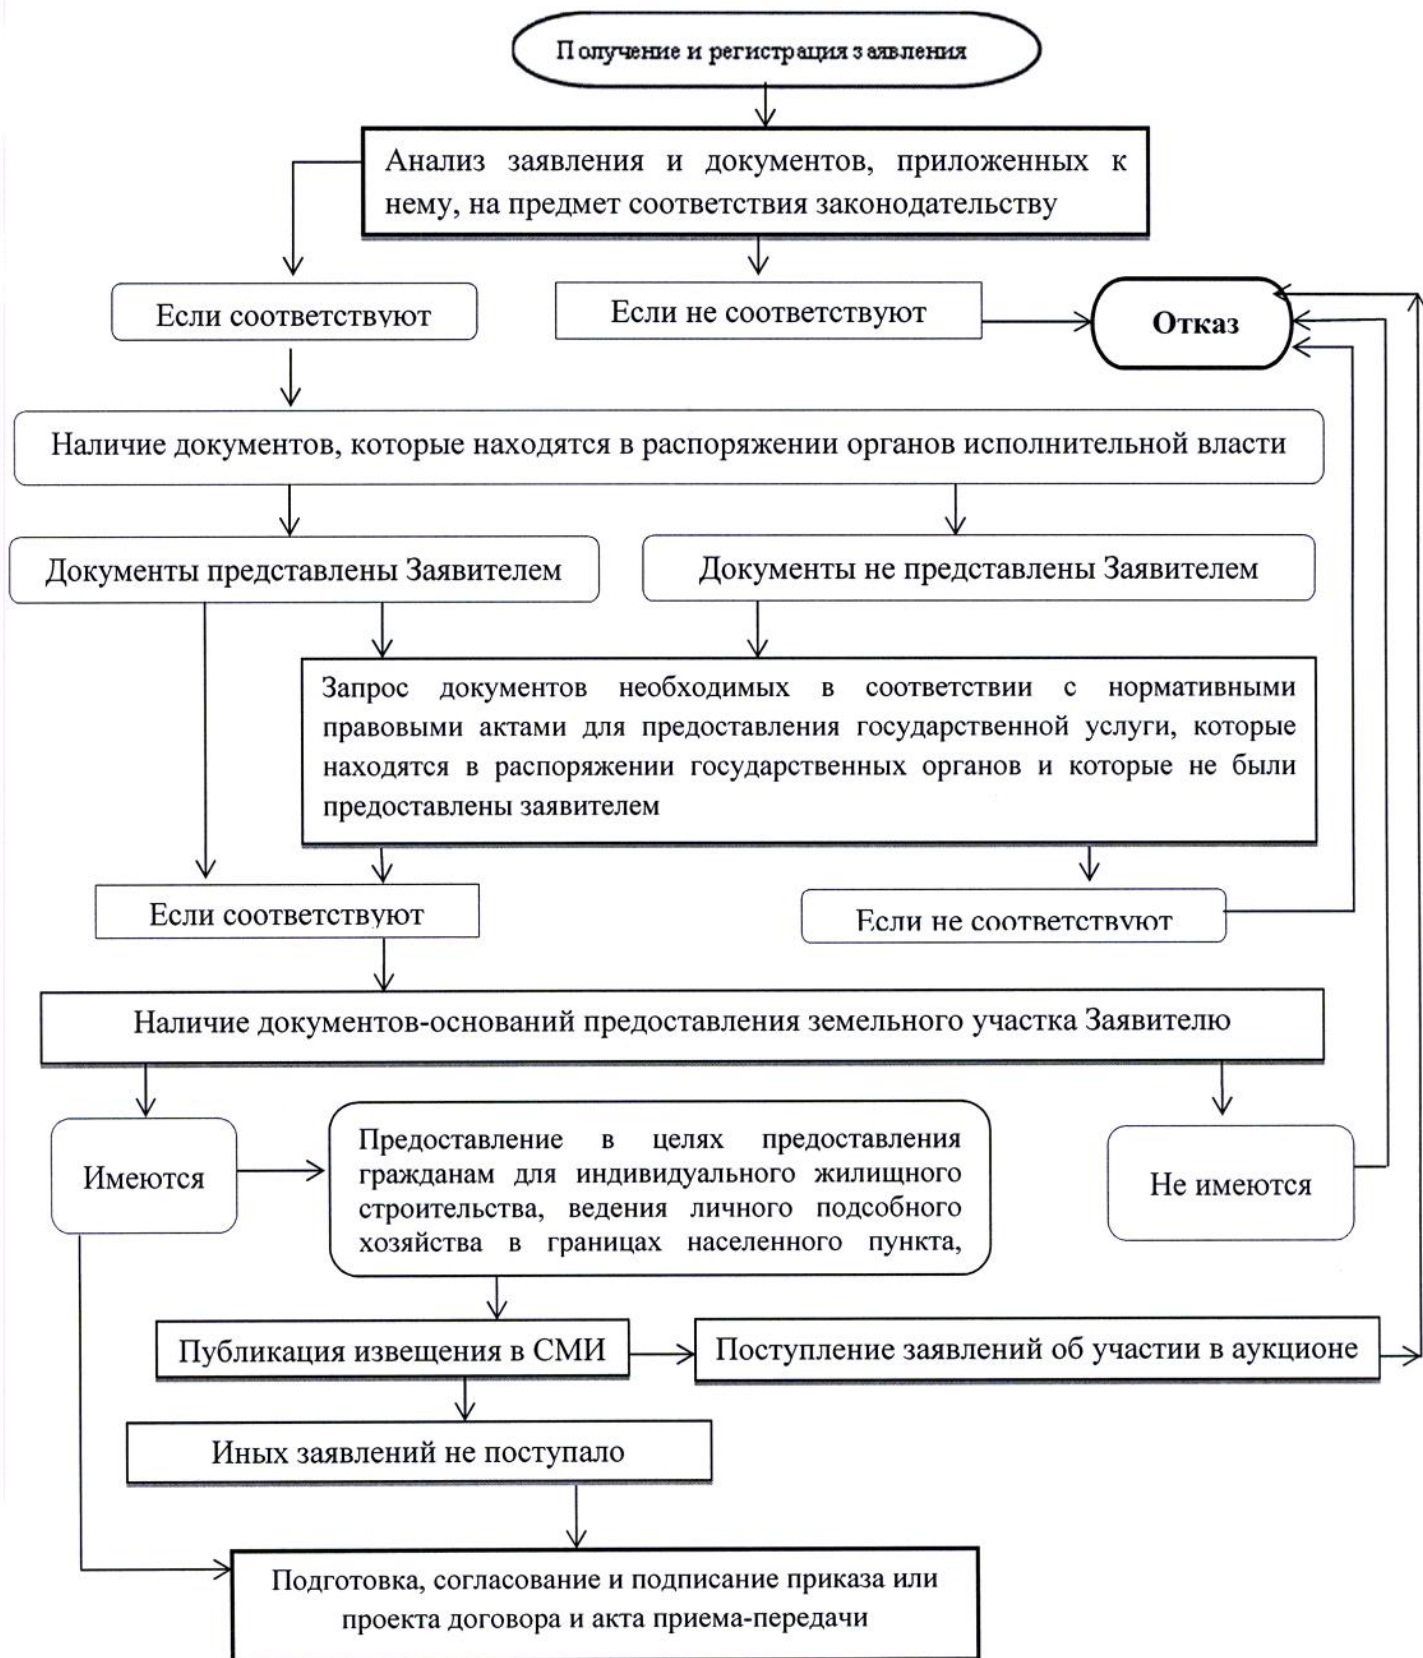 Получение и регистрация заявления
Анализ заявления и документов, приложенных к
нему, на предмет соответствия законодательству
Если соответствуют
Если не соответствуют
Отказ
Наличие документов, которые находятся в распоряжении органов исполнительной власти
Документы представлены Заявителем
Документы не представлены Заявителем
Запрос документов необходимых в соответствии с нормативными
правовыми актами для предоставления государственной услуги, которые
находятся в распоряжении государственных органов и которые не были
предоставлены заявителем
Если соответствуют
Если не соответствуют
Наличие документов-оснований предоставления земельного участка Заявителю
Имеются
Предоставление в целях предоставления
гражданам для индивидуального жилищного
строительства, ведения личного подсобного
хозяйства в границах населенного пункта,
Не имеются
Публикация извещения в СМИ
Поступление заявлений об участии в аукционе
Иных заявлений не поступало
Подготовка, согласование и подписание приказа или
проекта договора и акта приема-передачи